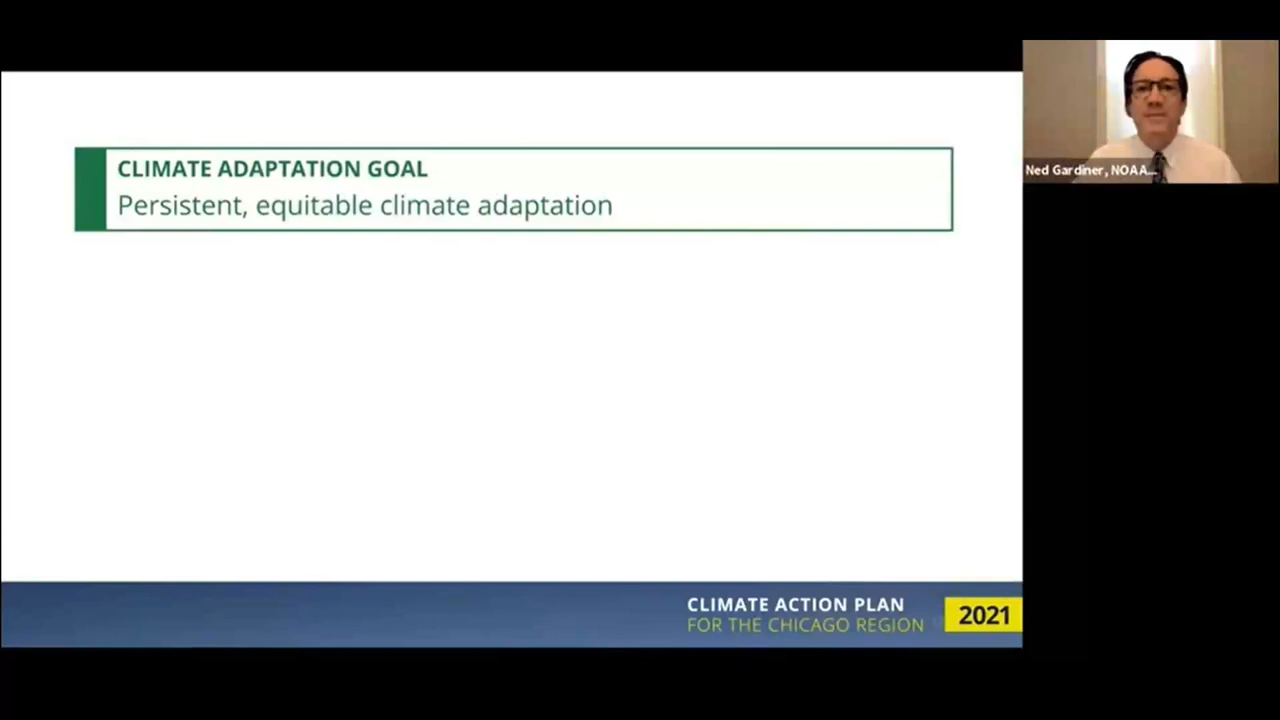 CLIMATE ADAPTATION GOAL
Persistent, equitable climate adaptation
Ned Gardiner, NOAA...
CLIMATE ACTION PLAN
FOR THE CHICAGO REGION
2021